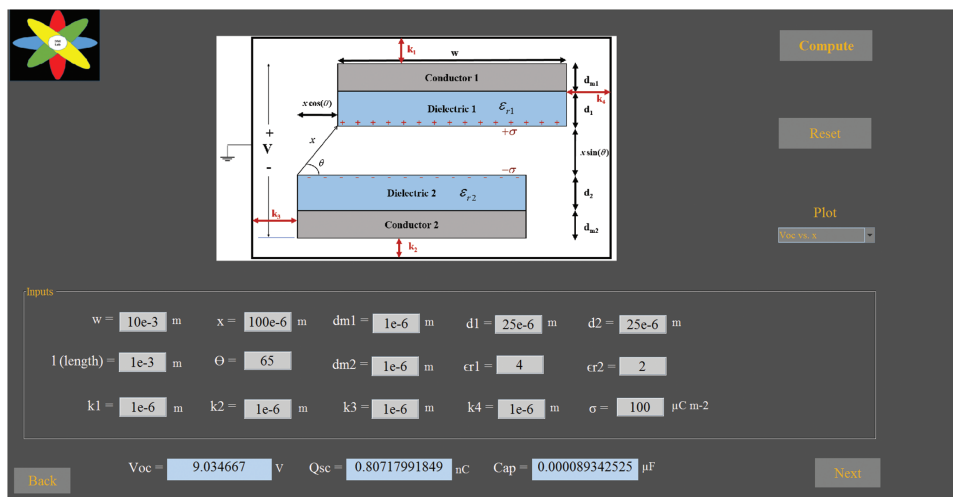 Compute
k1
w
Conductor 1
dm1
k4
x cos(θ)
Dielectric 1 εr1
d1
+ + + + + + + + + + + + + + + +
+σ
+
V
-
x
θ
x sin(θ)
Reset
−σ
Dielectric 2 εr2
d2
k3
Conductor 2
dm2
k2
Plot
Voc vs. x
Inputs
w = 10e-3 m x = 100e-6 m dm1 = 1e-6 m d1 = 25e-6 m d2 = 25e-6 m
l (length) = 1e-3 m Θ = 65 dm2 = 1e-6 m єr1 = 4 єr2 = 2
k1 = 1e-6 m k2 = 1e-6 m k3 = 1e-6 m k4 = 1e-6 m σ = 100 µC m-2
Back
Voc = 9.034667 V Qsc = 0.80717991849 nC Cap = 0.000089342525 µF
Next